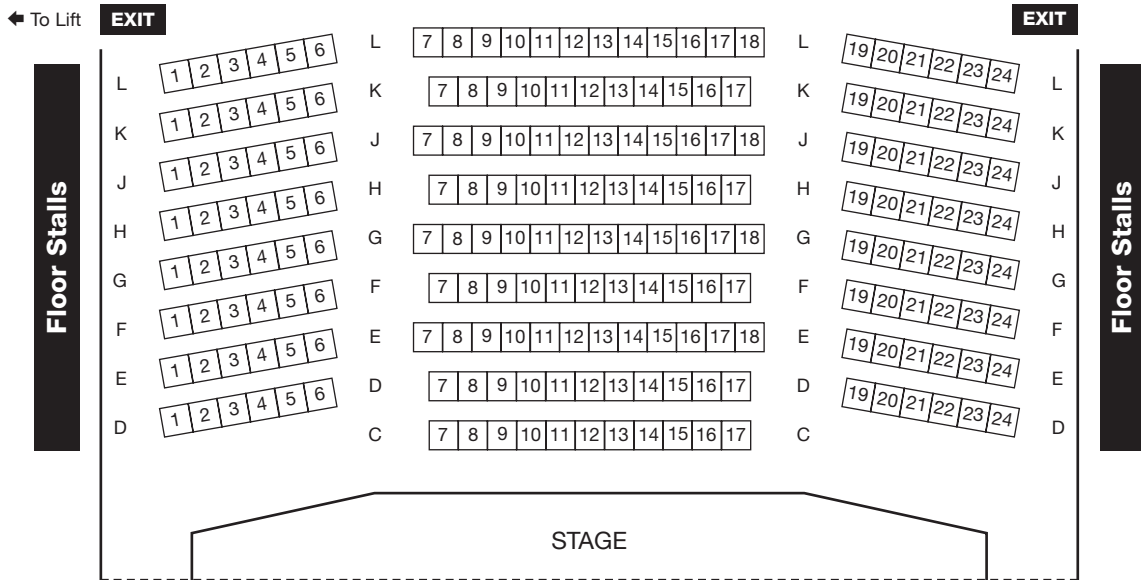 To Lift EXIT EXIT
L 7 8 9 10 11 12 13 14 15 16 17 18 L
L 1 2 3 4 5 6 19 20 21 22 23 24 L
K 7 8 9 10 11 12 13 14 15 16 17 K
K 1 2 3 4 5 6 19 20 21 22 23 24 K
J 7 8 9 10 11 12 13 14 15 16 17 18 J
J 1 2 3 4 5 6 19 20 21 22 23 24 J
H 7 8 9 10 11 12 13 14 15 16 17 H
H 1 2 3 4 5 6 19 20 21 22 23 24 H
G 7 8 9 10 11 12 13 14 15 16 17 18 G
G 1 2 3 4 5 6 19 20 21 22 23 24 G
F 7 8 9 10 11 12 13 14 15 16 17 F
F 1 2 3 4 5 6 19 20 21 22 23 24 F
E 7 8 9 10 11 12 13 14 15 16 17 18 E
E 1 2 3 4 5 6 19 20 21 22 23 24 E
D 7 8 9 10 11 12 13 14 15 16 17 D
D 1 2 3 4 5 6 19 20 21 22 23 24 D
C 7 8 9 10 11 12 13 14 15 16 17 C
Floor Stalls
Floor Stalls
STAGE